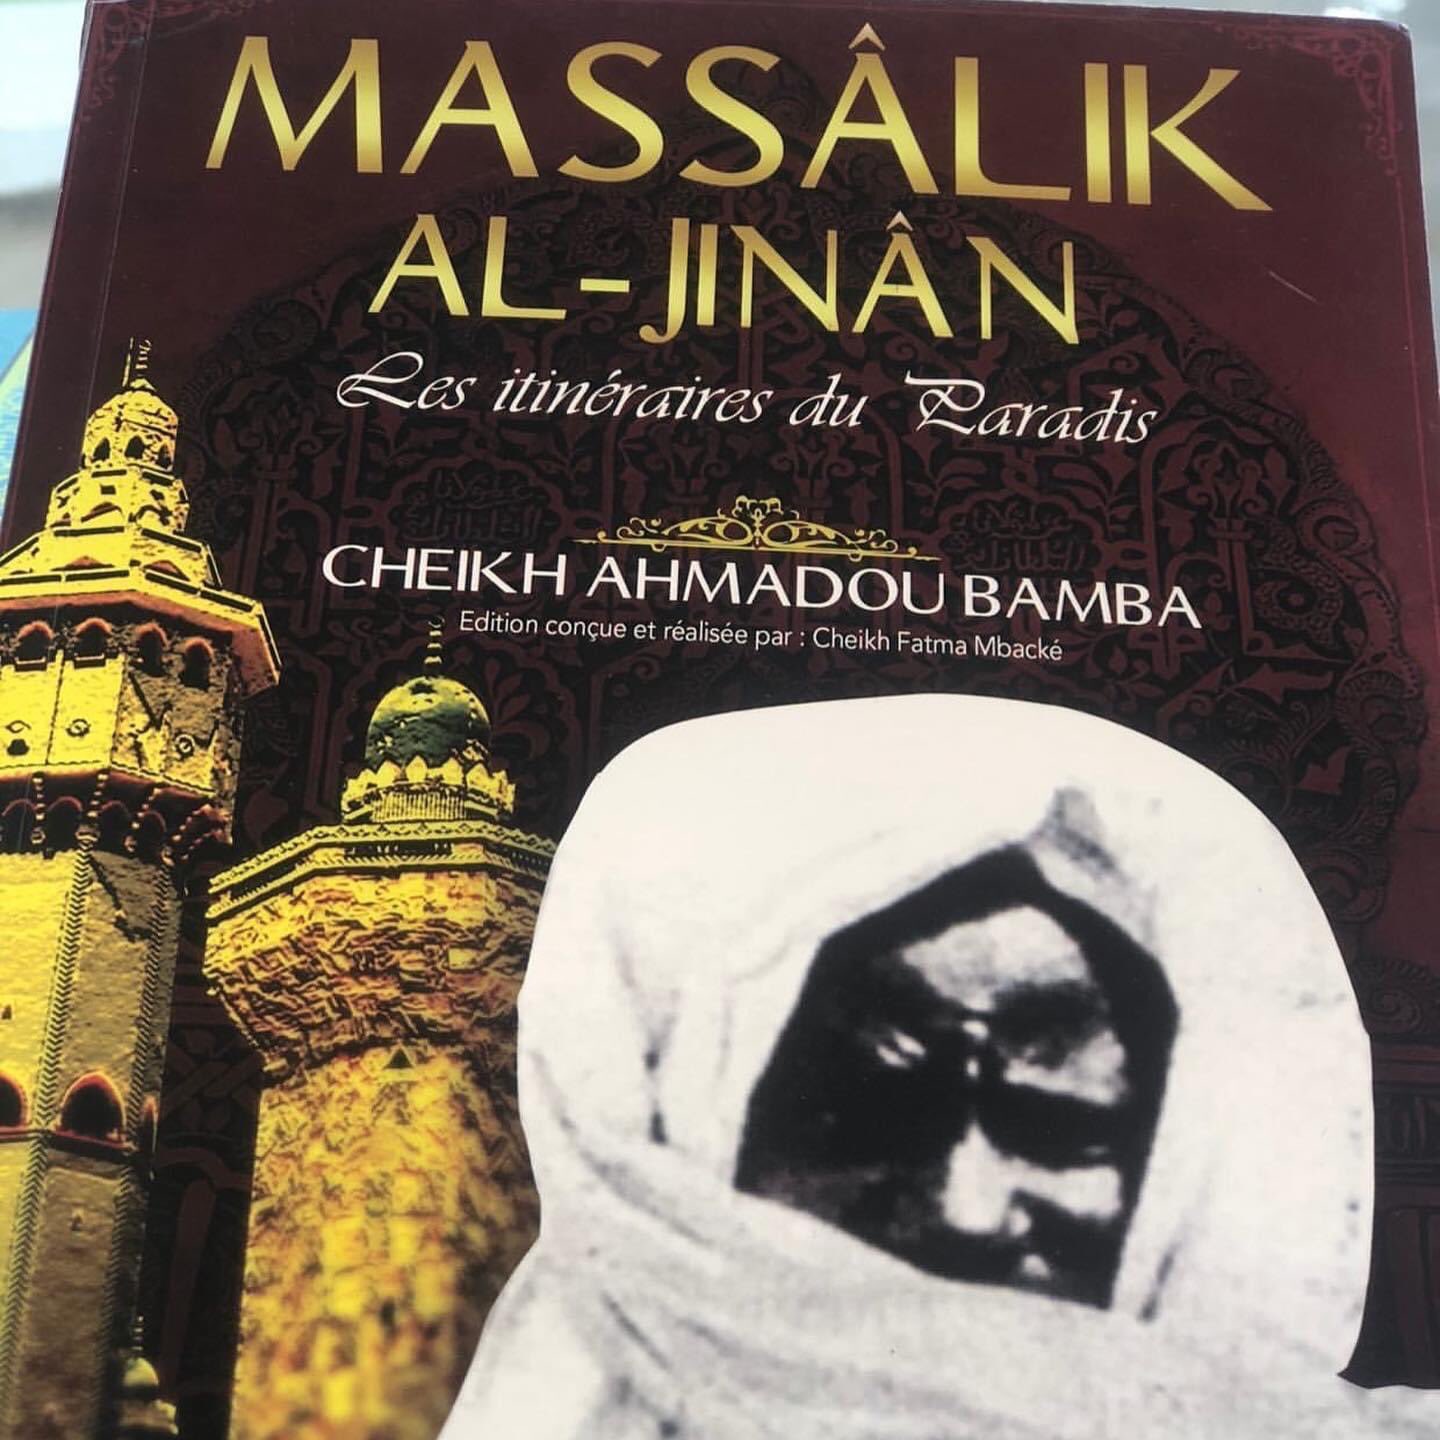 MASSÂLIK
AL-JINÂN
Les itinéraires du Paradis
CHEIKH AHMADOU BAMBA
Edition conçue et réalisée par : Cheikh Fatma Mbacké